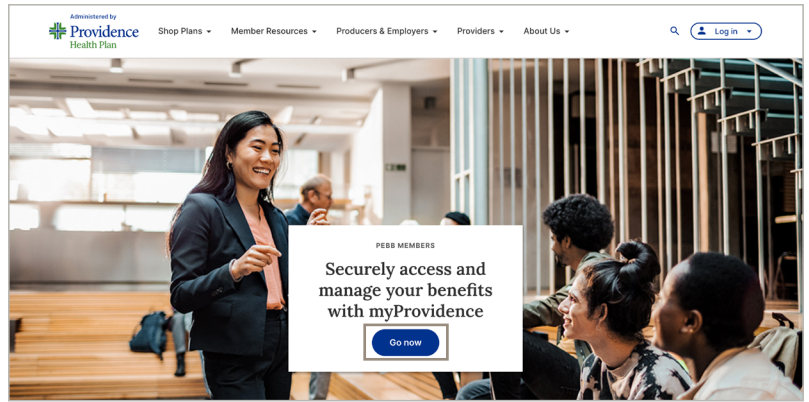 Administered by
Providence
Health Plan
Shop Plans
Member Resources
Producers & Employers
Providers
About Us
Log in
PEBB MEMBERS
Securely access and
manage your benefits
with myProvidence
Go now